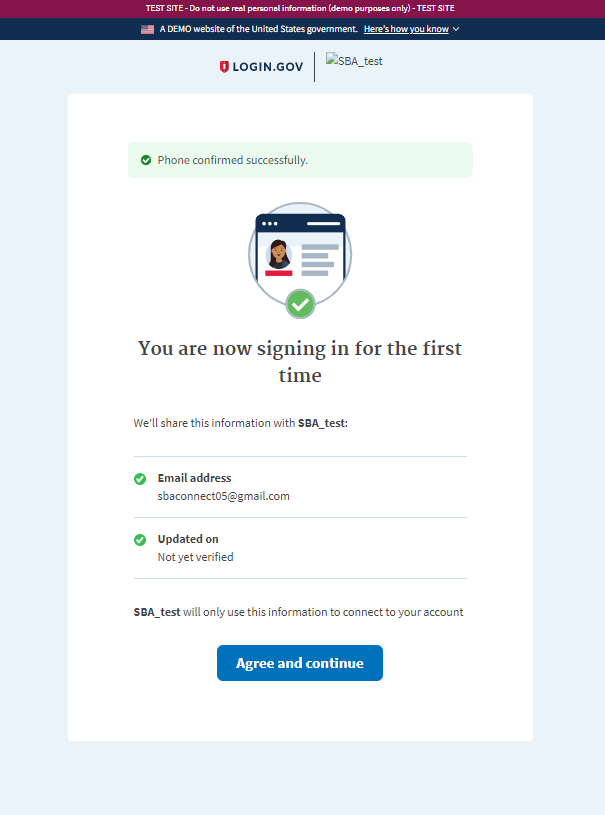 TEST SITE - Do not use real personal information (demo purposes only) - TEST SITE
A DEMO website of the United States government. Here's how you know
LOGIN.GOV
SBA_test
Phone confirmed successfully.
You are now signing in for the first
time
We'll share this information with SBA_test:
Email address
sbaconnect05@gmail.com
Updated on
Not yet verified
SBA_test will only use this information to connect to your account
Agree and continue